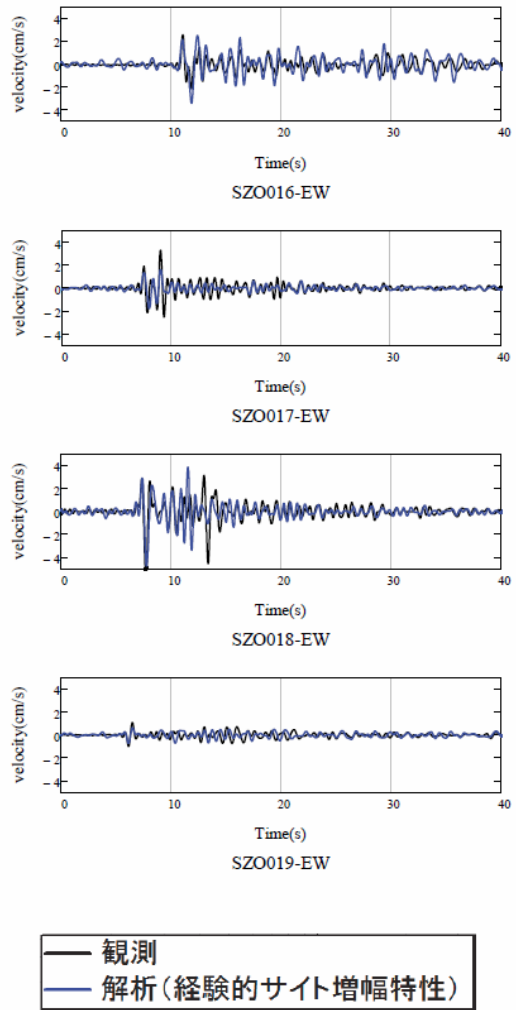 velocity(cm/s)
4
2
0
−2
−4
0 10 20 30 40
Time(s)
SZO016-EW
velocity(cm/s)
4
2
0
−2
−4
0 10 20 30 40
Time(s)
SZO017-EW
velocity(cm/s)
4
2
0
−2
−4
0 10 20 30 40
Time(s)
SZO018-EW
velocity(cm/s)
4
2
0
−2
−4
0 10 20 30 40
Time(s)
SZO019-EW
観測
解析（経験的サイト増幅特性）